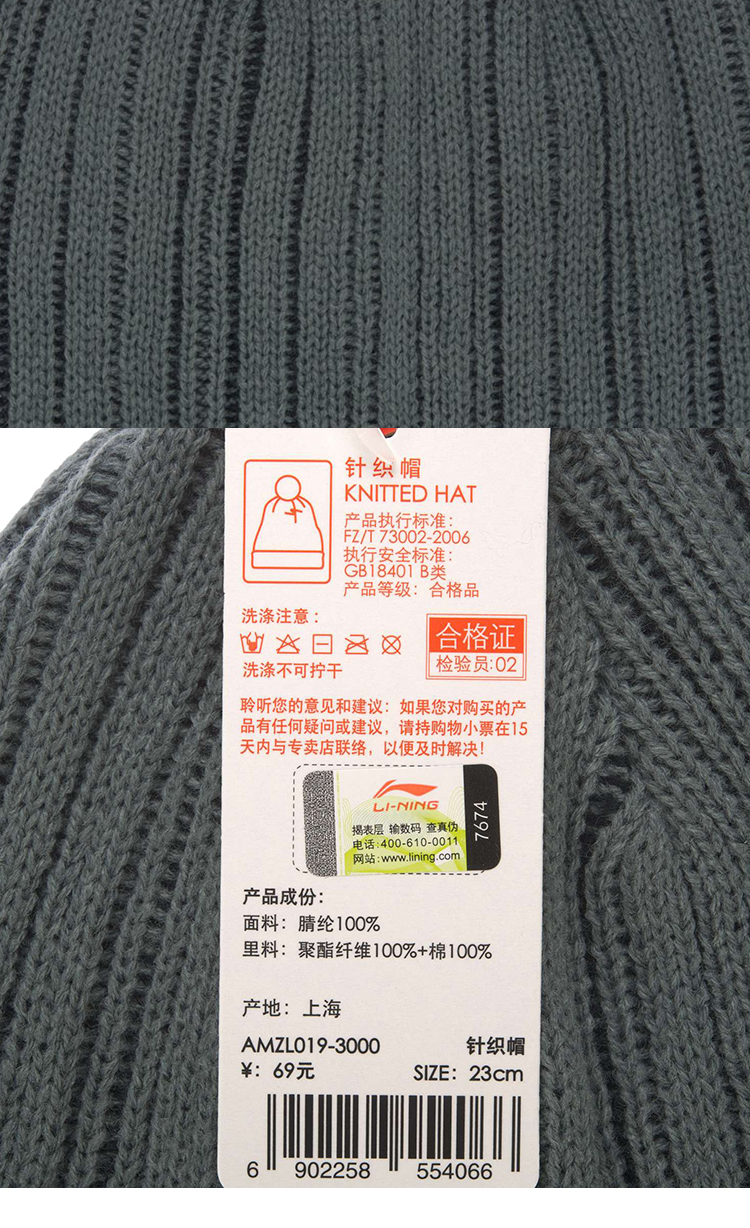 针织帽
KNITTED HAT
产品执行标准：
FZ/T 73002-2006
执行安全标准：
GB18401 B类
产品等级：合格品
洗涤注意：
洗涤不可拧干
合格证
检验员：02
聆听您的意见和建议：如果您对购买的产
品有任何疑问或建议，请持购物小票在15
天内与专卖店联络，以便及时解决！
LI-NING
揭表层 输数码 查真伪
电话：400-610-0011
网站：www.lining.com
7674
产品成份：
面料：腈纶100%
里料：聚酯纤维100%+棉100%
产地：上海
AMZL019-3000 针织帽
¥：69元 SIZE：23cm
6 902258 554066